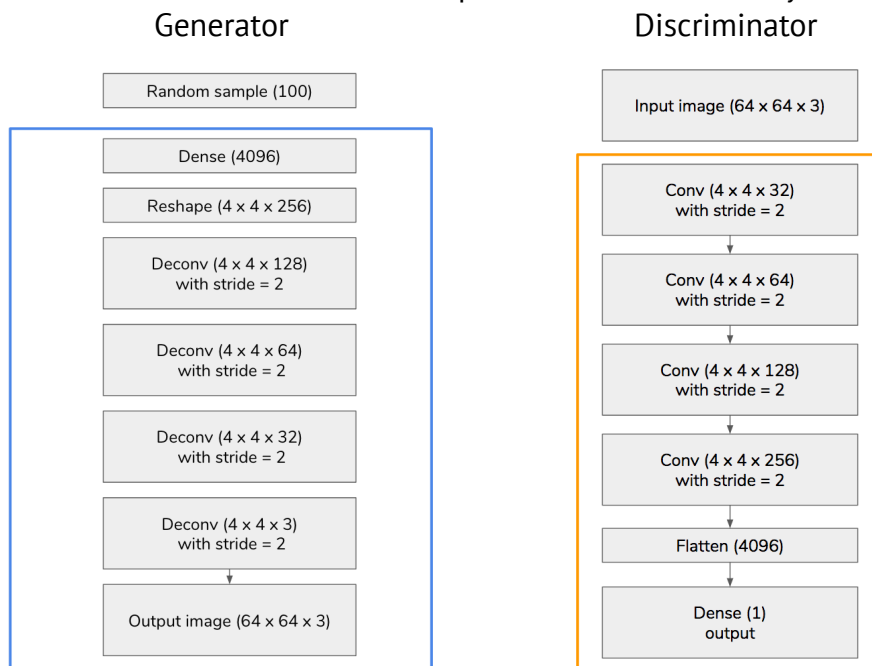 Generator
Random sample (100)
Dense (4096)
Reshape (4 x 4 x 256)
Deconv (4 x 4 x 128)
with stride = 2
Deconv (4 x 4 x 64)
with stride = 2
Deconv (4 x 4 x 32)
with stride = 2
Deconv (4 x 4 x 3)
with stride = 2
Output image (64 x 64 x 3)
Discriminator
Input image (64 x 64 x 3)
Conv (4 x 4 x 32)
with stride = 2
Conv (4 x 4 x 64)
with stride = 2
Conv (4 x 4 x 128)
with stride = 2
Conv (4 x 4 x 256)
with stride = 2
Flatten (4096)
Dense (1)
output